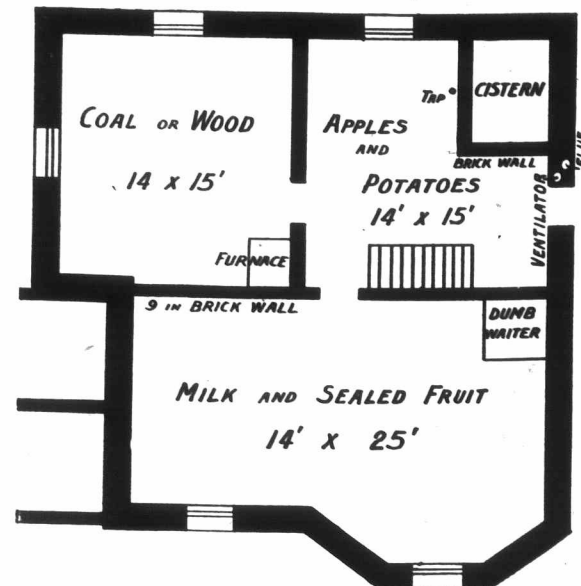 COAL OR WOOD
14 x 15'
FURNACE
TAP
CISTERN
APPLES
AND
POTATOES
14' x 15'
BRICK WALL
VENTILATOR
FLUE
9 IN BRICK WALL
DUMB
WAITER
MILK AND SEALED FRUIT
14' x 25'